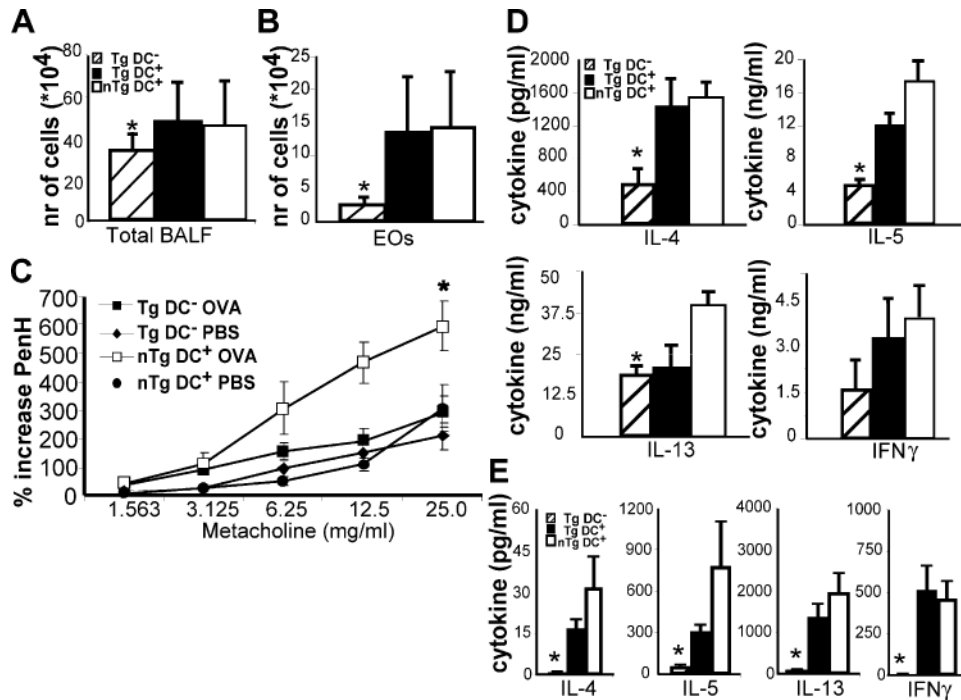 A
nr of cells (*10⁴)
80
60
40
20
0
Tg DC⁻
Tg DC⁺
nTg DC⁺
*
Total BALF
B
nr of cells (*10⁴)
25
20
15
10
5
0
*
EOs
C
% increase PenH
700
600
500
400
300
200
100
0
Tg DC⁻ OVA
Tg DC⁻ PBS
nTg DC⁺ OVA
nTg DC⁺ PBS
*
1.563 3.125 6.25 12.5 25.0
Metacholine (mg/ml)
D
cytokine (pg/ml)
2000
1600
1200
800
400
0
Tg DC⁻
Tg DC⁺
nTg DC⁺
*
IL-4
cytokine (ng/ml)
20
16
12
8
4
0
*
IL-5
cytokine (ng/ml)
50
37.5
25
12.5
0
*
IL-13
cytokine (ng/ml)
6.0
4.5
3.0
1.5
0
IFNγ
E
cytokine (pg/ml)
60
45
30
15
0
Tg DC⁻
Tg DC⁺
nTg DC⁺
*
IL-4
1200
900
600
300
0
*
IL-5
4000
3000
2000
1000
0
*
IL-13
1000
750
500
250
0
*
IFNγ